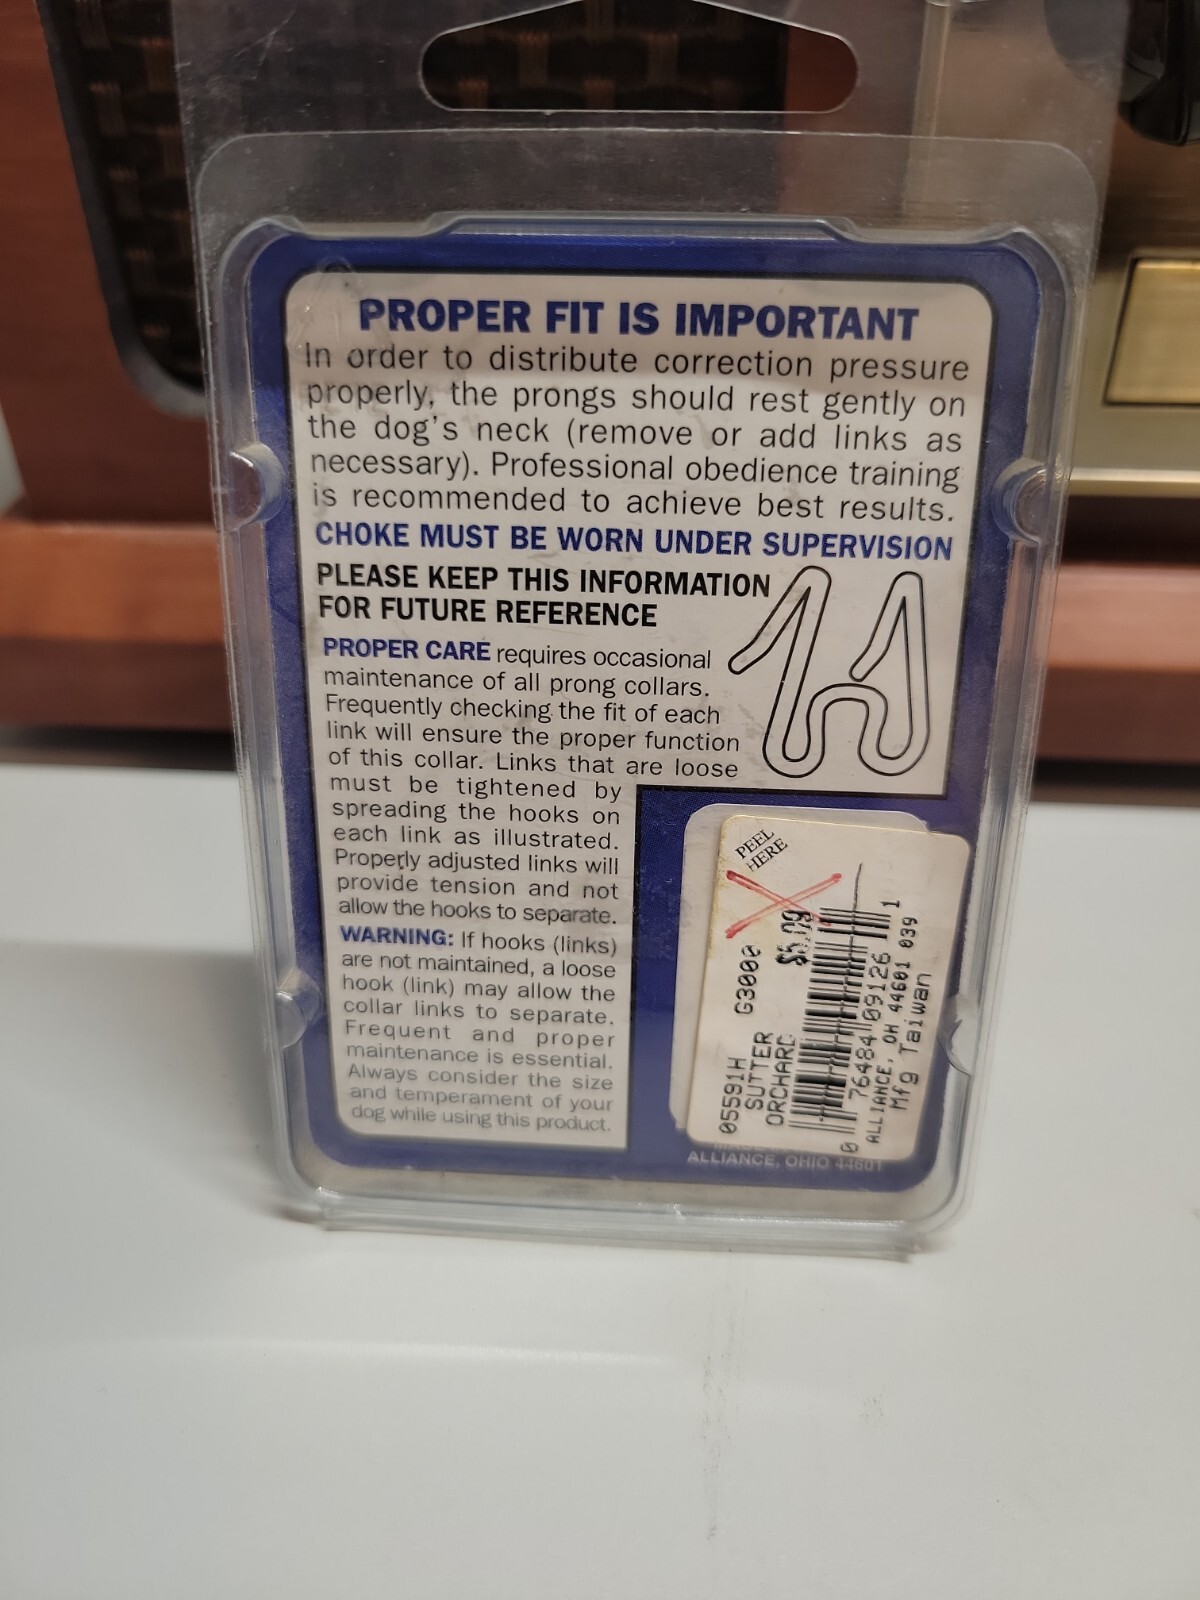 PROPER FIT IS IMPORTANT
In order to distribute correction pressure
properly, the prongs should rest gently on
the dog's neck (remove or add links as
necessary). Professional obedience training
is recommended to achieve best results.
CHOKE MUST BE WORN UNDER SUPERVISION
PLEASE KEEP THIS INFORMATION
FOR FUTURE REFERENCE
PROPER CARE requires occasional
maintenance of all prong collars.
Frequently checking the fit of each
link will ensure the proper function
of this collar. Links that are loose
must be tightened by
spreading the hooks on
each link as illustrated.
Properly adjusted links will
provide tension and not
allow the hooks to separate.
WARNING: If hooks (links)
are not maintained, a loose
hook (link) may allow the
collar links to separate.
Frequent and proper
maintenance is essential.
Always consider the size
and temperament of your
dog while using this product.
PEEL
HERE
05591H G3000
SUTTER
ORCHARD
0 76484 09126 1
ALLIANCE, OH 44601 039
Mfg Taiwan
ALLIANCE, OHIO 44601